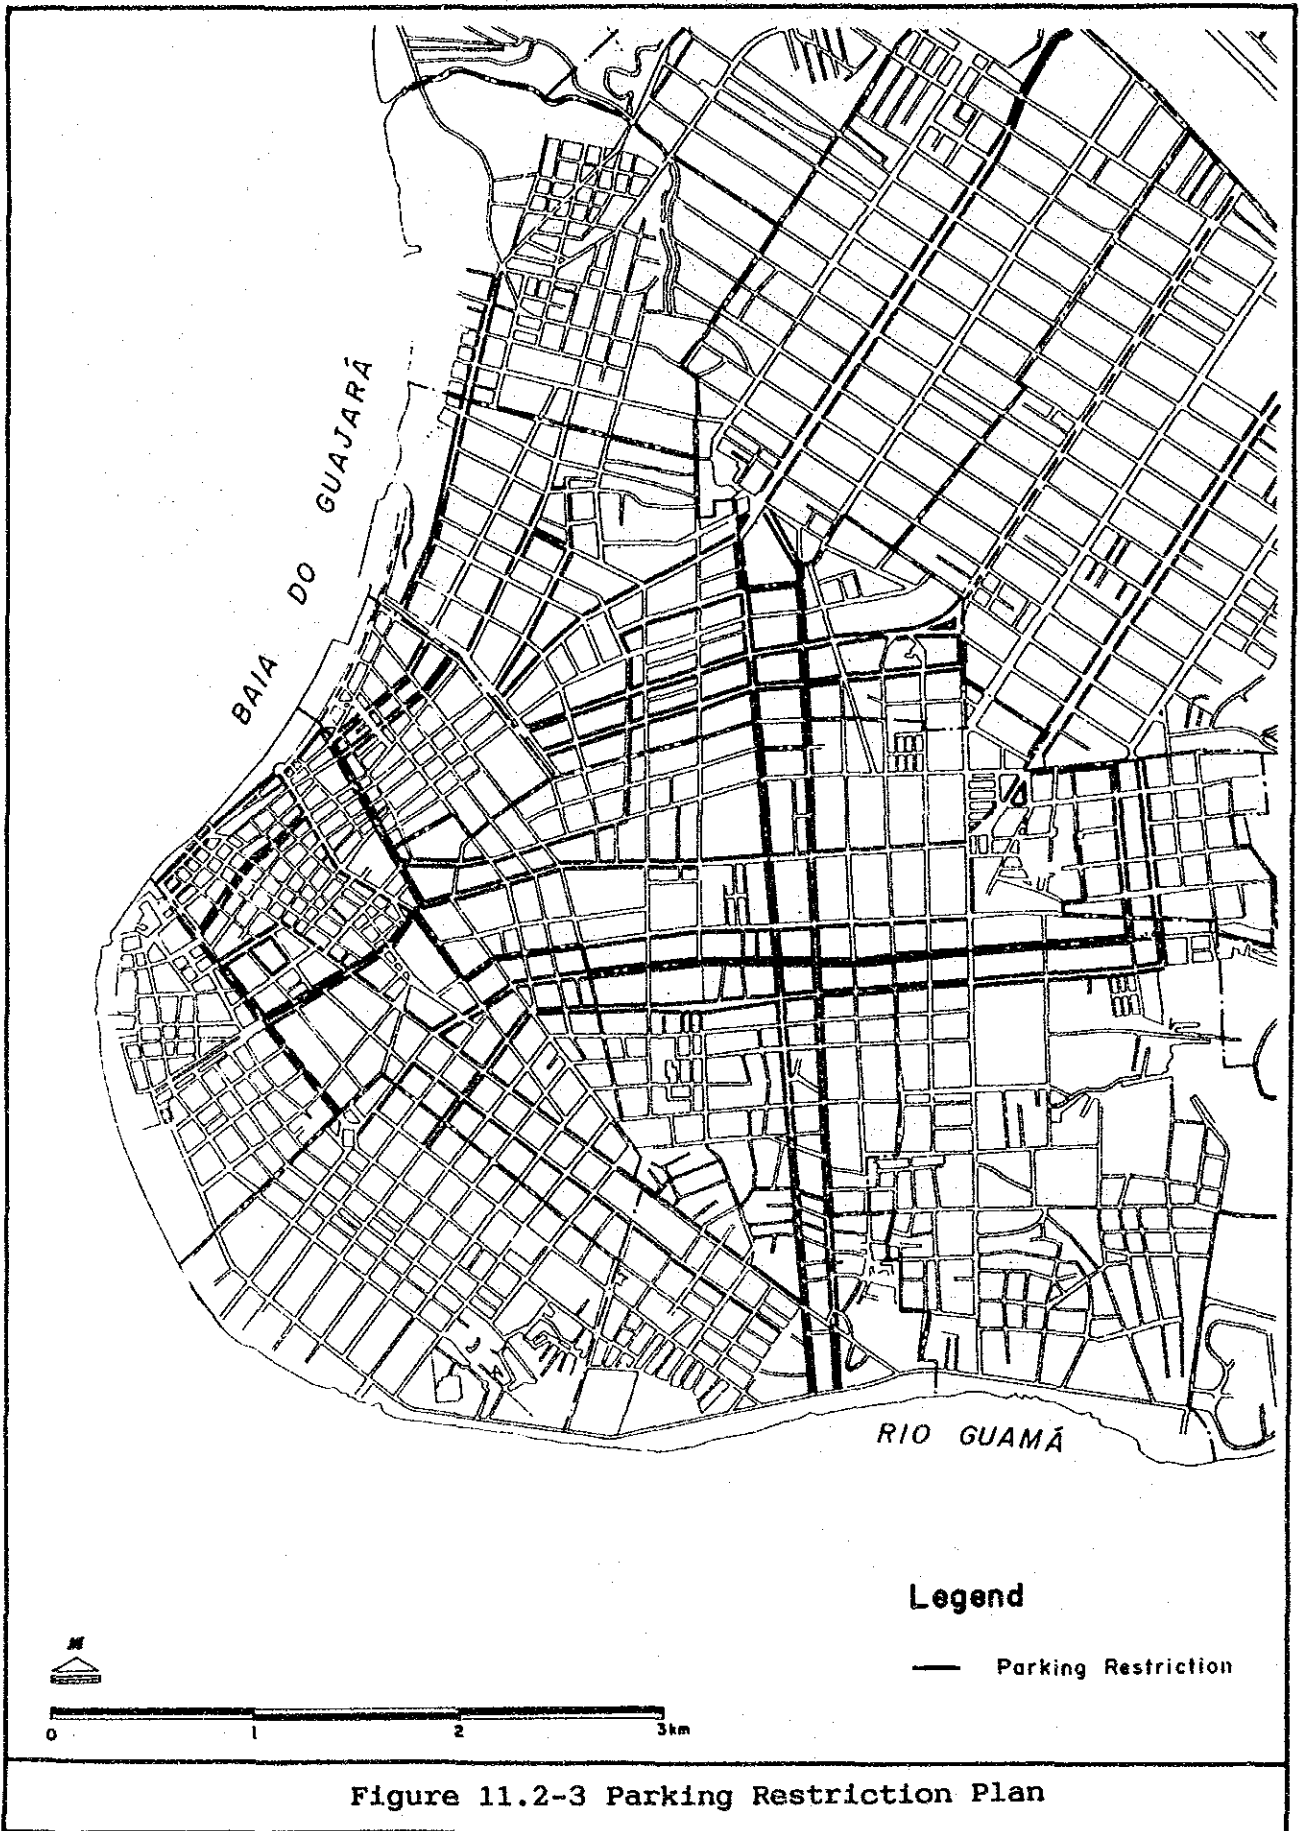 BAIA DO GUAJARÁ
RIO GUAMÁ
Legend
Parking Restriction
N
0 1 2 3km
Figure 11.2-3 Parking Restriction Plan